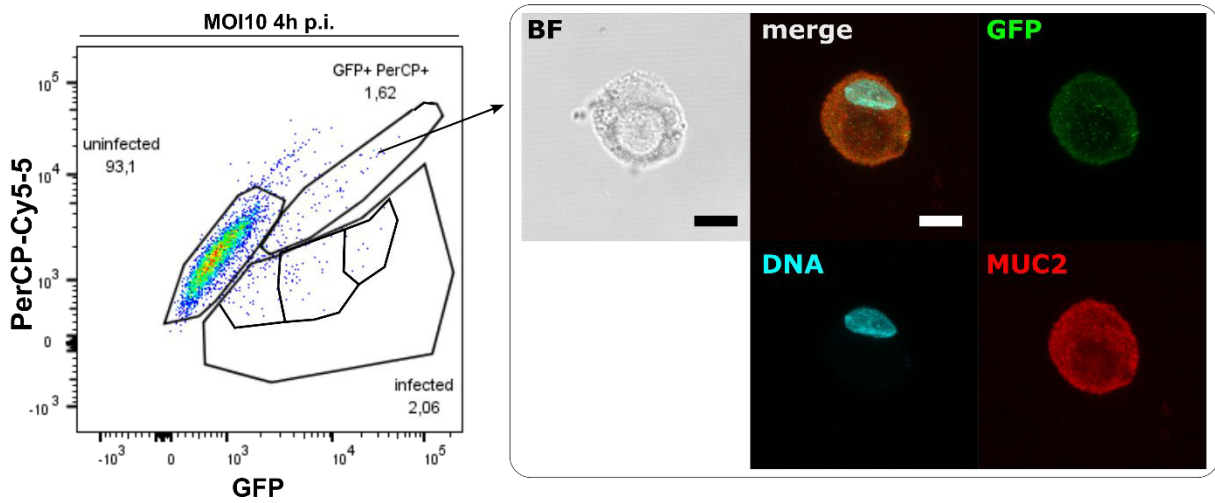 MOI10 4h p.i.
PerCP-Cy5-5
10^5
10^4
10^3
0
-10^3
GFP+ PerCP+
1,62
uninfected
93,1
infected
2,06
-10^3
0
10^3
10^4
10^5
GFP
BF
merge
GFP
DNA
MUC2